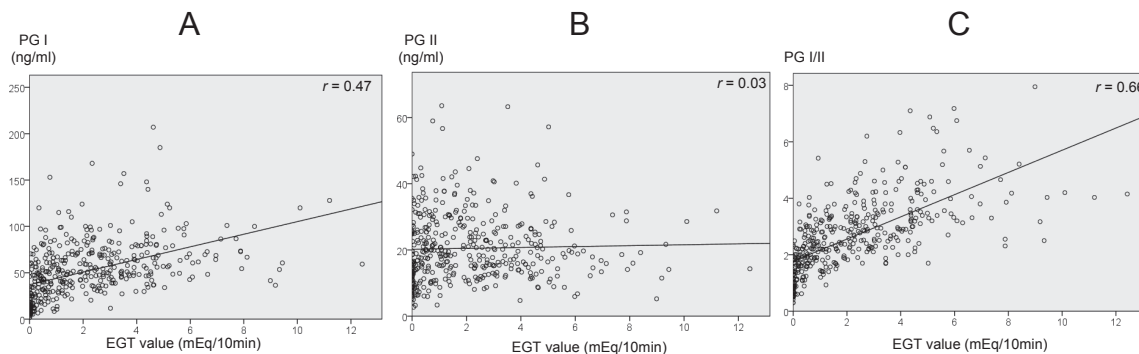 A
PG I
(ng/ml)
r = 0.47
250
200
150
100
50
0
0 2 4 6 8 10 12
EGT value (mEq/10min)
B
PG II
(ng/ml)
r = 0.03
60
40
20
0
0 2 4 6 8 10 12
EGT value (mEq/10min)
C
PG I/II
r = 0.66
8
6
4
2
0
0 2 4 6 8 10 12
EGT value (mEq/10min)